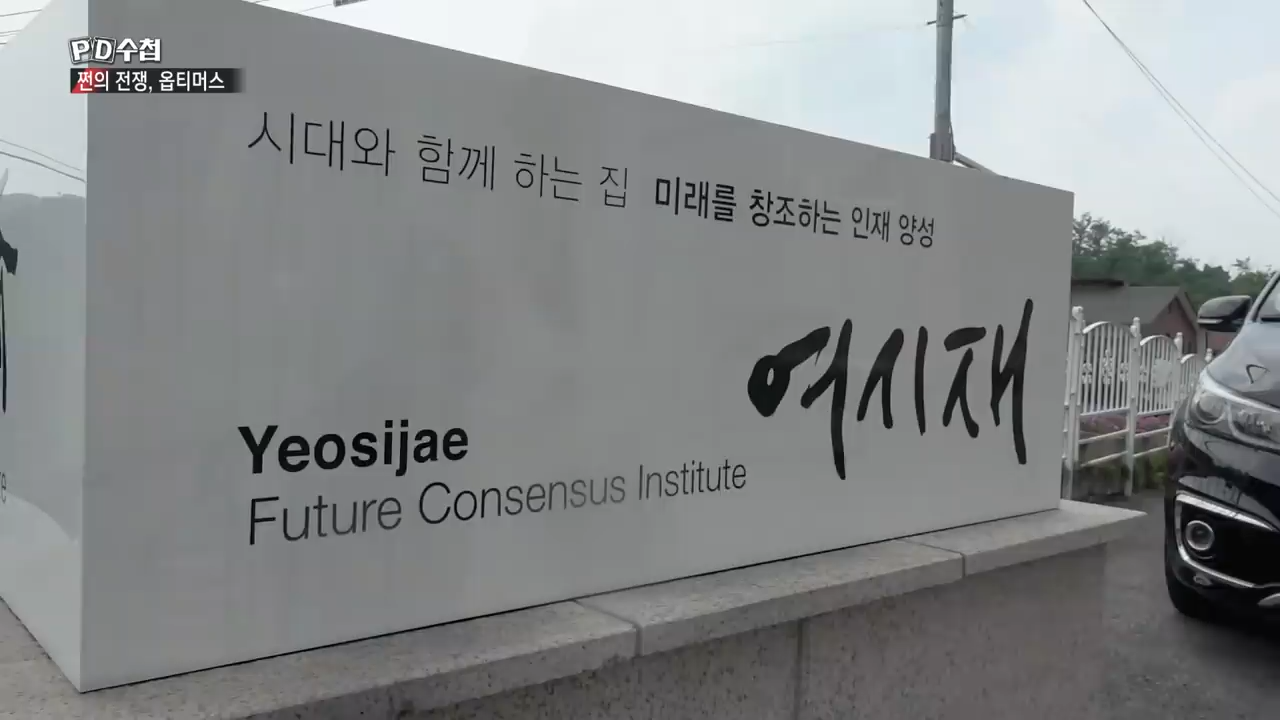 PD수첩
쩐의 전쟁, 옵티머스
시대와 함께 하는 집 미래를 창조하는 인재 양성
여시재
Yeosijae
Future Consensus Institute